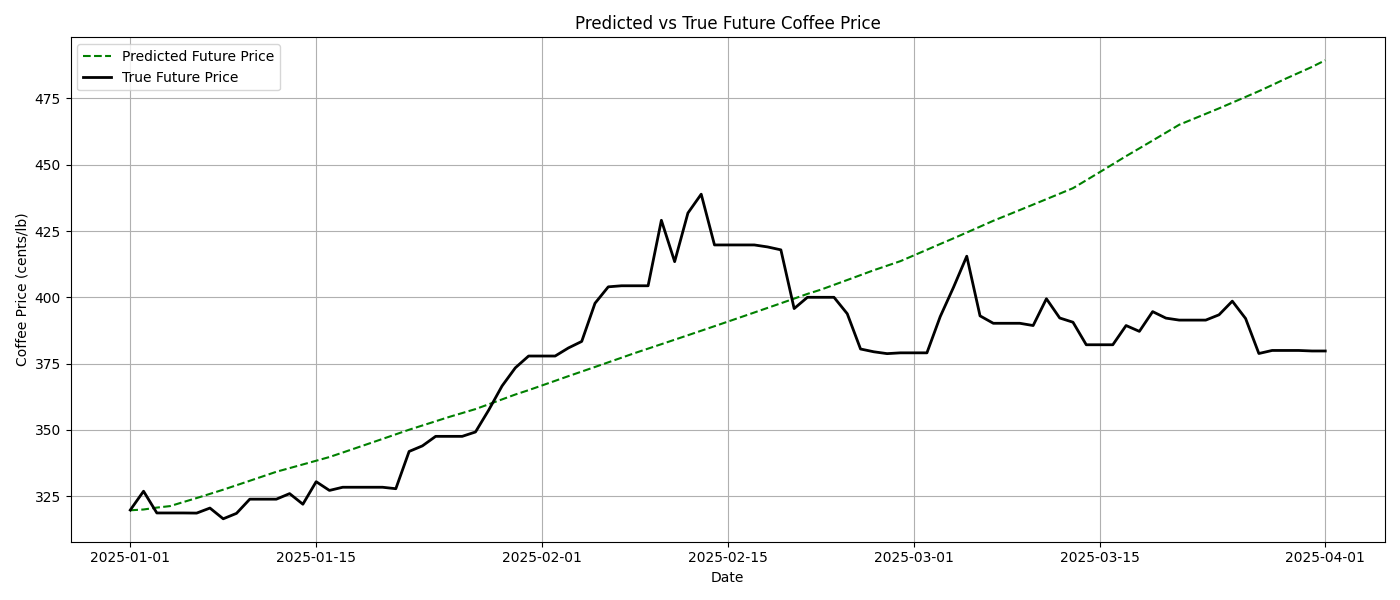 Predicted vs True Future Coffee Price
Predicted Future Price
True Future Price
Coffee Price (cents/lb)
475
450
425
400
375
350
325
2025-01-01
2025-01-15
2025-02-01
2025-02-15
2025-03-01
2025-03-15
2025-04-01
Date